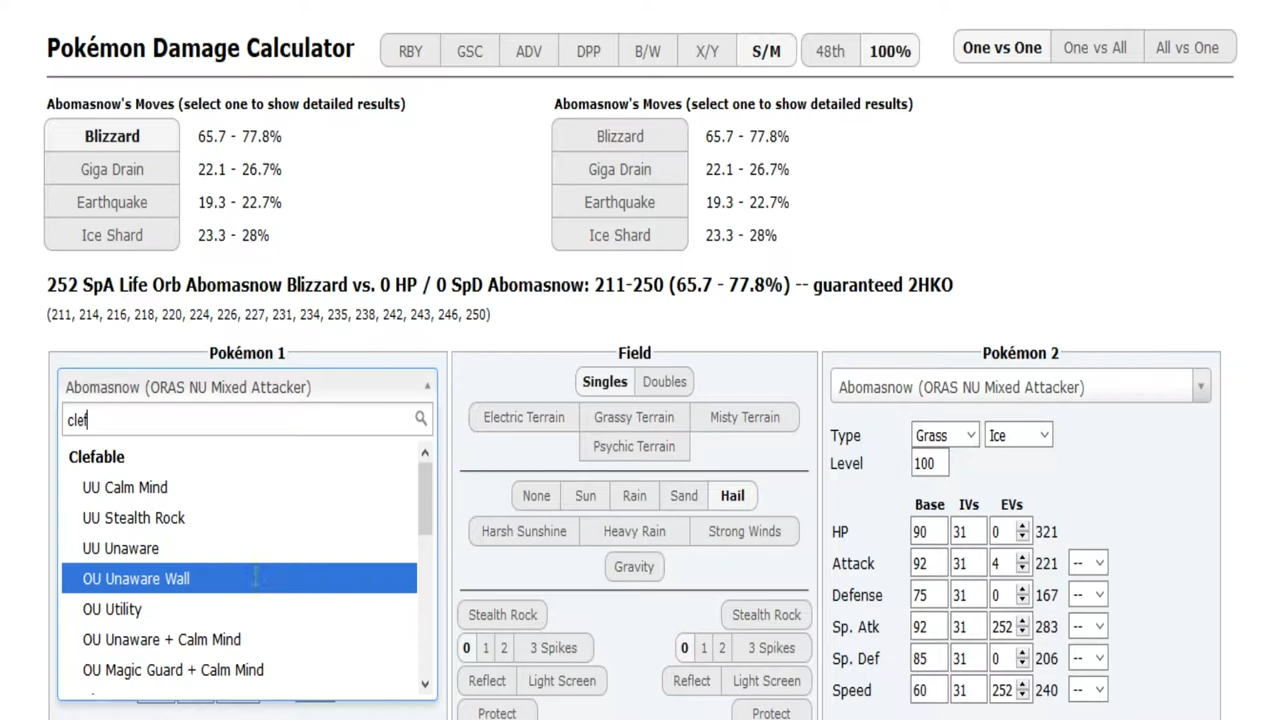 Pokémon Damage Calculator RBY GSC ADV DPP B/W X/Y S/M 48th 100% One vs One One vs All All vs One
Abomasnow's Moves (select one to show detailed results) Abomasnow's Moves (select one to show detailed results)
Blizzard 65.7 - 77.8% Blizzard 65.7 - 77.8%
Giga Drain 22.1 - 26.7% Giga Drain 22.1 - 26.7%
Earthquake 19.3 - 22.7% Earthquake 19.3 - 22.7%
Ice Shard 23.3 - 28% Ice Shard 23.3 - 28%
252 SpA Life Orb Abomasnow Blizzard vs. 0 HP / 0 SpD Abomasnow: 211-250 (65.7 - 77.8%) -- guaranteed 2HKO
(211, 214, 216, 218, 220, 224, 226, 227, 231, 234, 235, 238, 242, 243, 246, 250)
Pokémon 1
Abomasnow (ORAS NU Mixed Attacker)
clef
Clefable
UU Calm Mind
UU Stealth Rock
UU Unaware
OU Unaware Wall
OU Utility
OU Unaware + Calm Mind
OU Magic Guard + Calm Mind
Field
Singles Doubles
Electric Terrain Grassy Terrain Misty Terrain
Psychic Terrain
None Sun Rain Sand Hail
Harsh Sunshine Heavy Rain Strong Winds
Gravity
Stealth Rock Stealth Rock
0 1 2 3 Spikes 0 1 2 3 Spikes
Reflect Light Screen Reflect Light Screen
Protect Protect
Pokémon 2
Abomasnow (ORAS NU Mixed Attacker)
Type Grass Ice
Level 100
Base IVs EVs
HP 90 31 0 321
Attack 92 31 4 221 --
Defense 75 31 0 167 --
Sp. Atk 92 31 252 283 --
Sp. Def 85 31 0 206 --
Speed 60 31 252 240 --